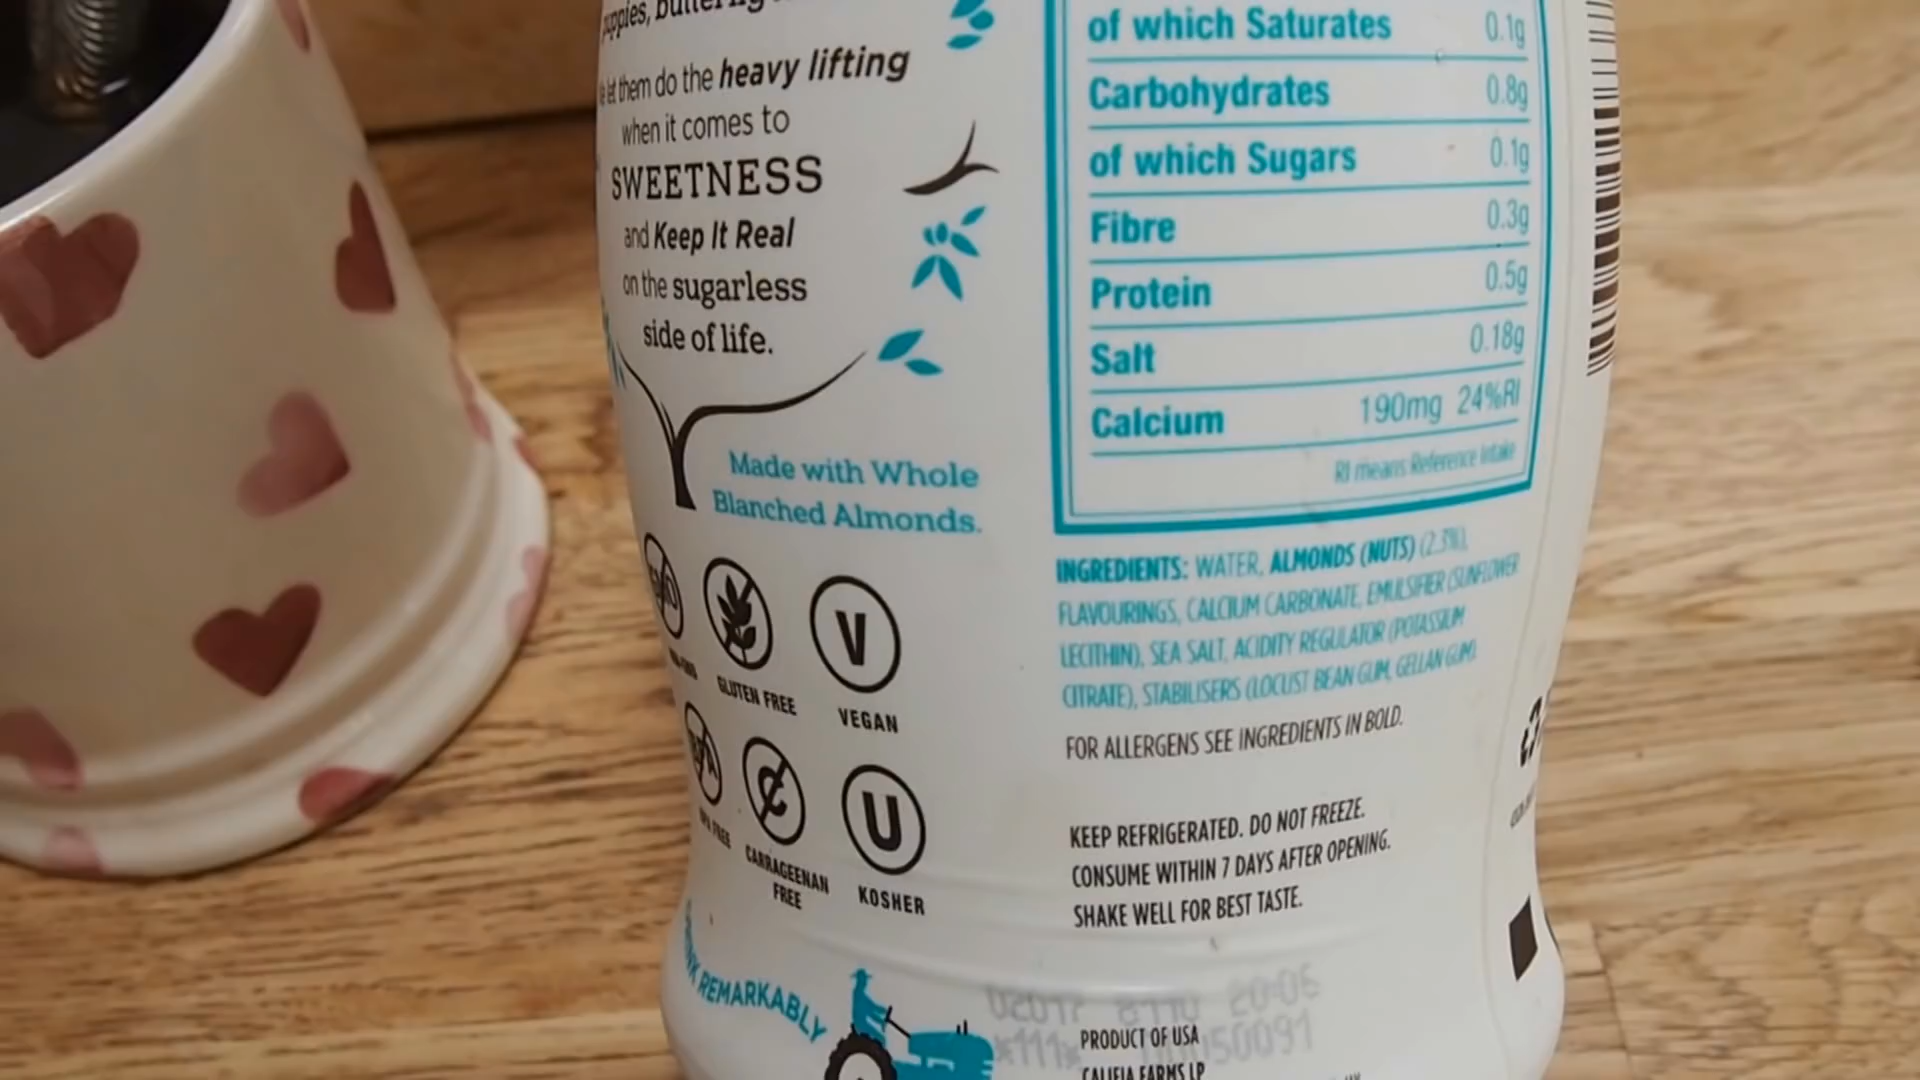 heavy lifting
them do the
when it comes to
SWEETNESS
and Keep It Real
on the sugarless
side of life.
Made with Whole
Blanched Almonds.
GLUTEN FREE
VEGAN
FREE
CARRAGEENAN
FREE
KOSHER
REMARKABLY
of which Saturates 0.1g
Carbohydrates 0.8g
of which Sugars 0.1g
Fibre 0.3g
Protein 0.5g
Salt 0.18g
Calcium 190mg 24%RI
RI means Reference Intake
INGREDIENTS: WATER, ALMONDS (NUTS) (2.3%),
FLAVOURINGS, CALCIUM CARBONATE, EMULSIFIER (SUNFLOWER
LECITHIN), SEA SALT, ACIDITY REGULATOR (POTASSIUM
CITRATE), STABILISERS (LOCUST BEAN GUM, GELLAN GUM).
FOR ALLERGENS SEE INGREDIENTS IN BOLD.
KEEP REFRIGERATED. DO NOT FREEZE.
CONSUME WITHIN 7 DAYS AFTER OPENING.
SHAKE WELL FOR BEST TASTE.
PRODUCT OF USA
CALIFIA FARMS LP